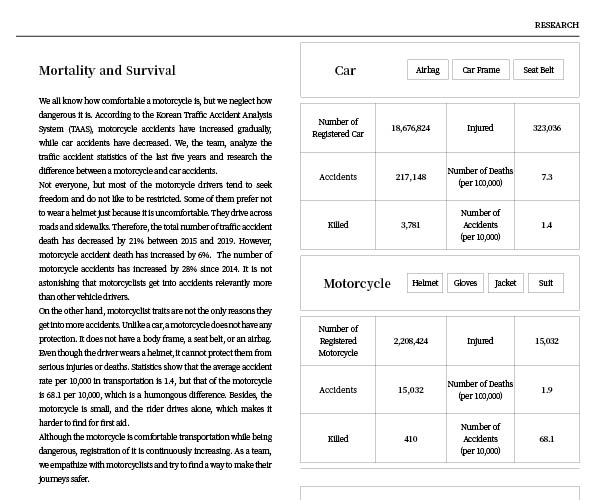 RESEARCH
Mortality and Survival
We all know how comfortable a motorcycle is, but we neglect how
dangerous it is. According to the Korean Traffic Accident Analysis
System (TAAS), motorcycle accidents have increased gradually,
while car accidents have decreased. We, the team, analyze the
traffic accident statistics of the last five years and research the
difference between a motorcycle and car accidents.
Not everyone, but most of the motorcycle drivers tend to seek
freedom and do not like to be restricted. Some of them prefer not
to wear a helmet just because it is uncomfortable. They drive across
roads and sidewalks. Therefore, the total number of traffic accident
death has decreased by 21% between 2015 and 2019. However,
motorcycle accident death has increased by 6%. The number of
motorcycle accidents has increased by 28% since 2014. It is not
astonishing that motorcyclists get into accidents relevantly more
than other vehicle drivers.
On the other hand, motorcyclist traits are not the only reasons they
get into more accidents. Unlike a car, a motorcycle does not have any
protection. It does not have a body frame, a seat belt, or an airbag.
Even though the driver wears a helmet, it cannot protect them from
serious injuries or deaths. Statistics show that the average accident
rate per 10,000 in transportation is 1.4, but that of the motorcycle
is 68.1 per 10,000, which is a humongous difference. Besides, the
motorcycle is small, and the rider drives alone, which makes it
harder to find for first aid.
Although the motorcycle is comfortable transportation while being
dangerous, registration of it is continuously increasing. As a team,
we empathize with motorcyclists and try to find a way to make their
journeys safer.
Car
Airbag
Car Frame
Seat Belt
Number of
Registered Car
18,676,824
Injured
323,036
Accidents
217,148
Number of Deaths
(per 100,000)
7.3
Killed
3,781
Number of
Accidents
(per 10,000)
1.4
Motorcycle
Helmet
Gloves
Jacket
Suit
Number of
Registered
Motorcycle
2,208,424
Injured
15,032
Accidents
15,032
Number of Deaths
(per 100,000)
1.9
Killed
410
Number of
Accidents
(per 10,000)
68.1